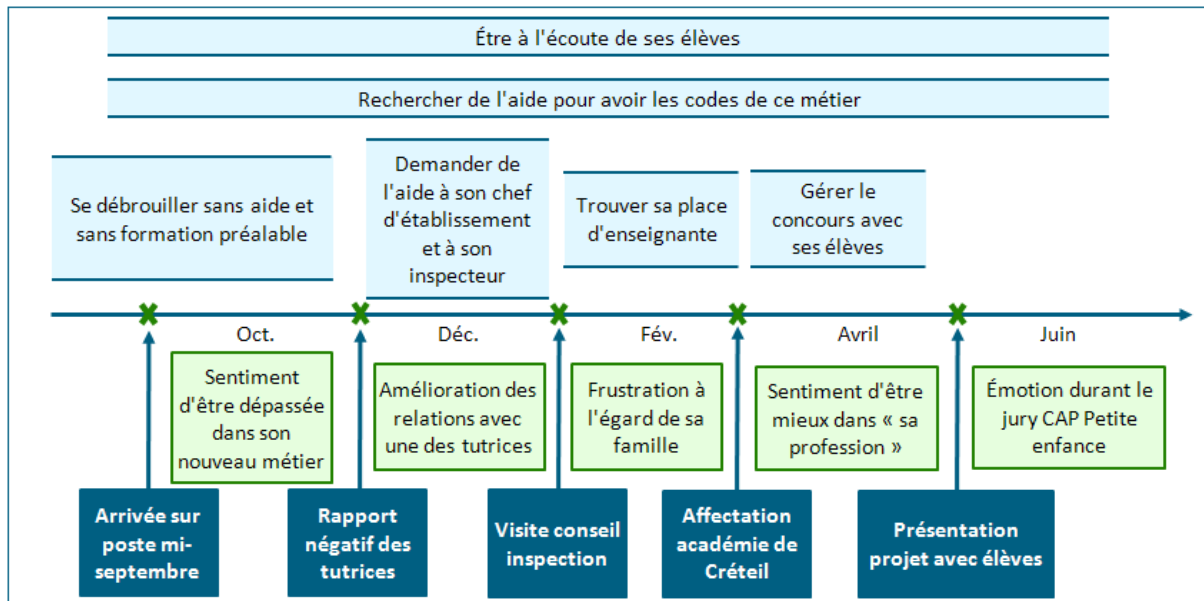 Étre à l'écoute de ses élèves
Rechercher de l'aide pour avoir les codes de ce métier
Se débrouiller sans aide et
sans formation préalable
Demander de
l'aide à son chef
d'établissement
et à son
inspecteur
Trouver sa place
d'enseignante
Gérer le
concours avec
ses élèves
Oct.
Déc.
Fév.
Avril
Juin
Sentiment
d'être dépassée
dans son
nouveau métier
Amélioration des
relations avec
une des tutrices
Frustration à
l'égard de sa
famille
Sentiment d'être
mieux dans « sa
profession »
Émotion durant le
jury CAP Petite
enfance
Arrivée sur
poste mi-
septembre
Rapport
négatif des
tutrices
Visite conseil
inspection
Affectation
académie de
Créteil
Présentation
projet avec élèves